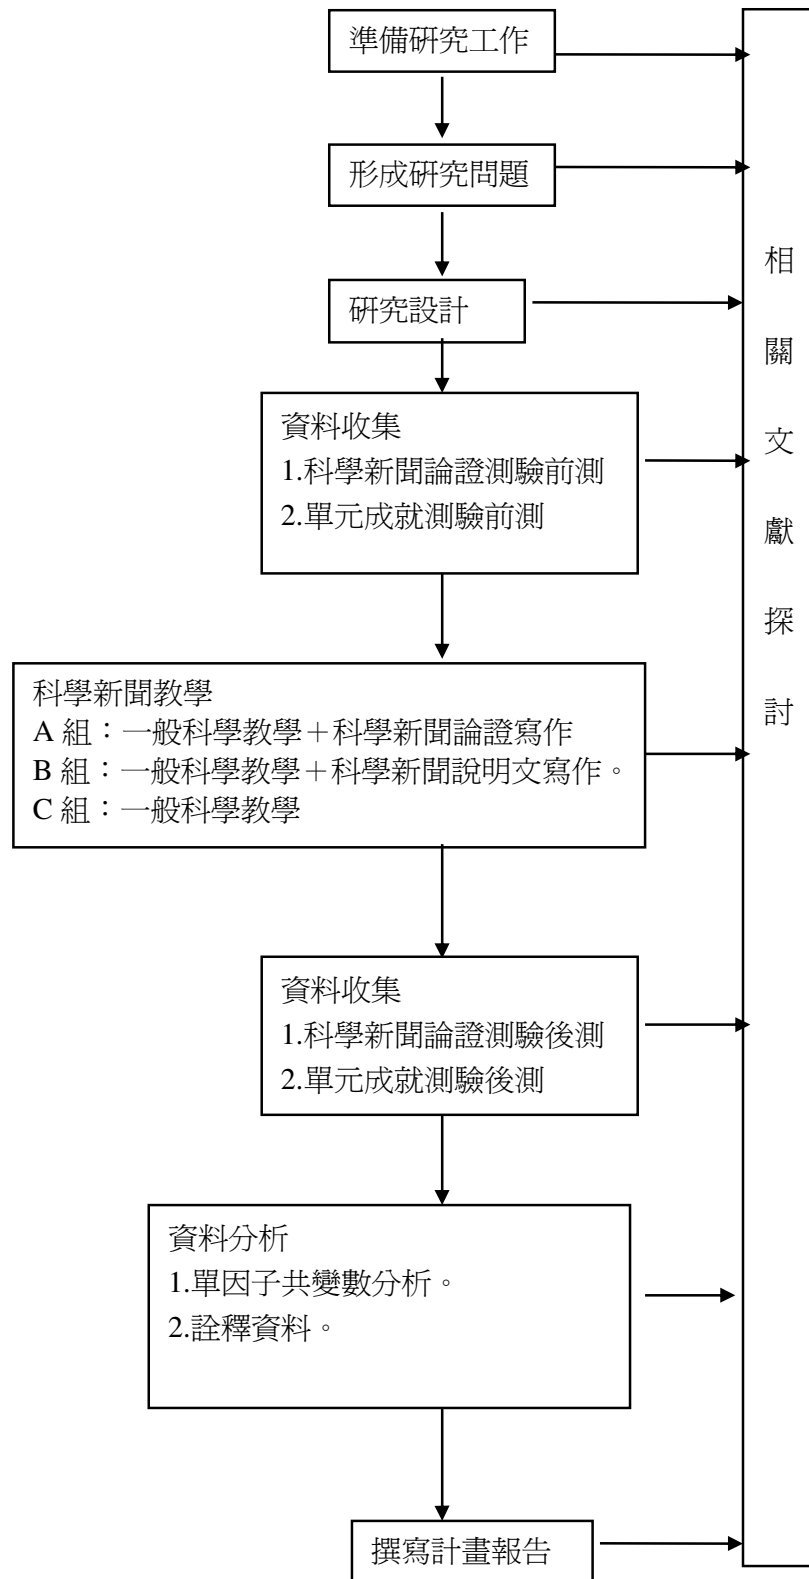 準備研究工作
形成研究問題
研究設計
資料收集
1.科學新聞論證測驗前測
2.單元成就測驗前測
科學新聞教學
A 組：一般科學教學＋科學新聞論證寫作
B 組：一般科學教學＋科學新聞說明文寫作。
C 組：一般科學教學
資料收集
1.科學新聞論證測驗後測
2.單元成就測驗後測
資料分析
1.單因子共變數分析。
2.詮釋資料。
撰寫計畫報告
相關文獻探討